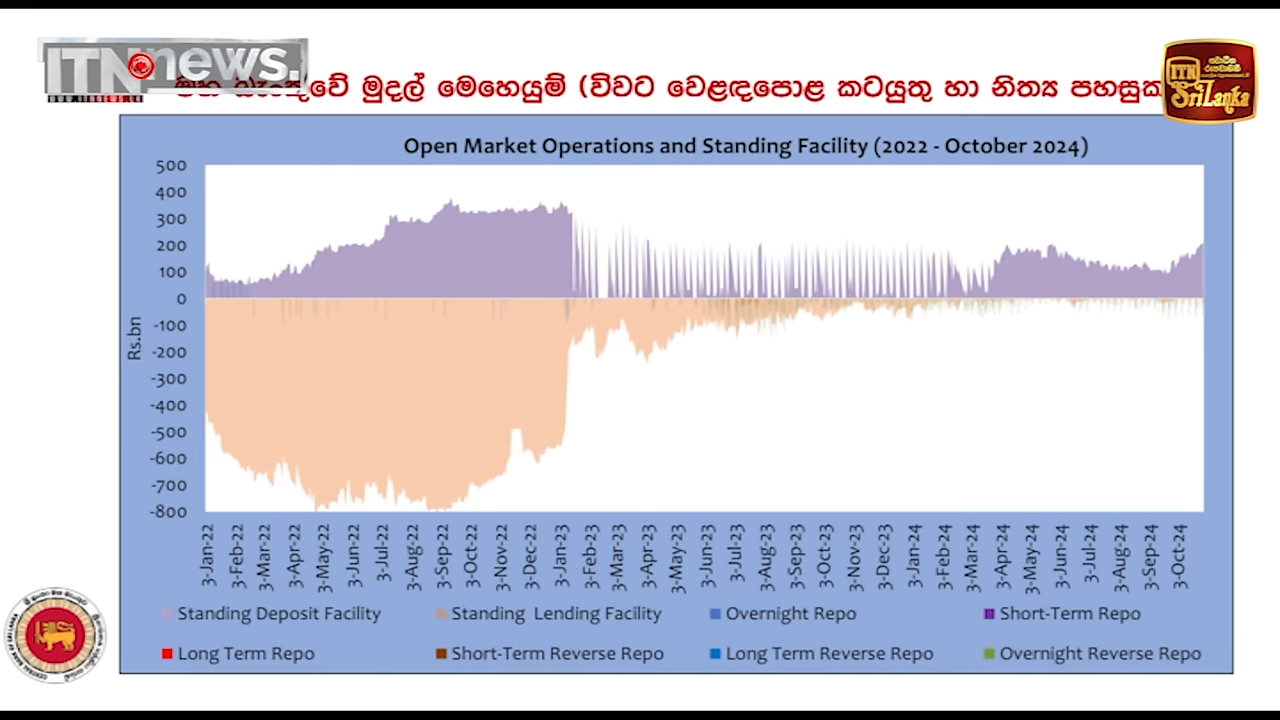 ITN news.
WWW.ITNNEWS.LK
මුදල් මෙහෙයුම් (විවට වෙළඳපොළ කටයුතු හා නිත්‍ය පහසුක
ITN
SriLanka
Open Market Operations and Standing Facility (2022 - October 2024)
500
400
300
200
100
0
-100
-200
-300
-400
-500
-600
-700
-800
Rs.bn
3-Jan-22 3-Feb-22 3-Mar-22 3-Apr-22 3-May-22 3-Jun-22 3-Jul-22 3-Aug-22 3-Sep-22 3-Oct-22 3-Nov-22 3-Dec-22 3-Jan-23 3-Feb-23 3-Mar-23 3-Apr-23 3-May-23 3-Jun-23 3-Jul-23 3-Aug-23 3-Sep-23 3-Oct-23 3-Nov-23 3-Dec-23 3-Jan-24 3-Feb-24 3-Mar-24 3-Apr-24 3-May-24 3-Jun-24 3-Jul-24 3-Aug-24 3-Sep-24 3-Oct-24
Standing Deposit Facility Standing Lending Facility Overnight Repo Short-Term Repo
Long Term Repo Short-Term Reverse Repo Long Term Reverse Repo Overnight Reverse Repo